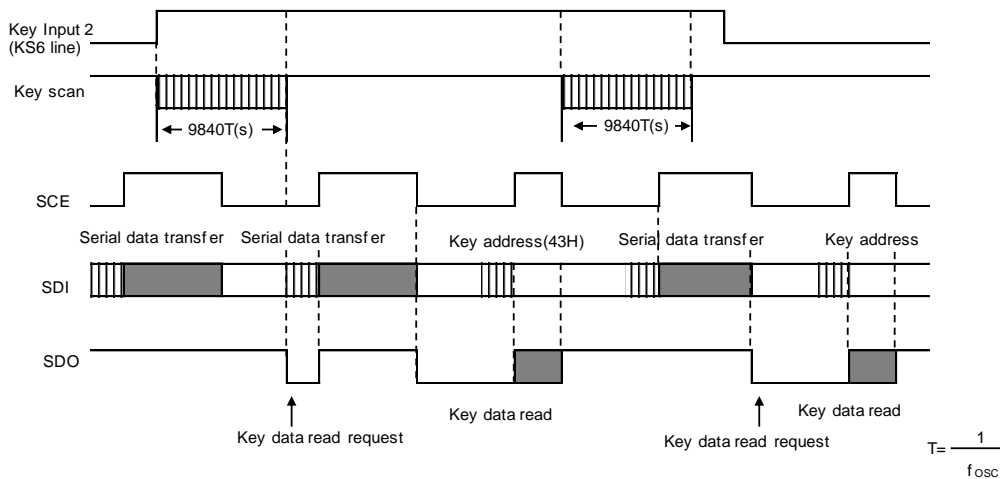 Key Input 2
(KS6 line)
Key scan
9840T(s)
9840T(s)
SCE
Serial data transfer
Serial data transfer
Key address(43H)
Serial data transfer
Key address
SDI
SDO
Key data read
Key data read
Key data read request
Key data read request
T= 1
fosc